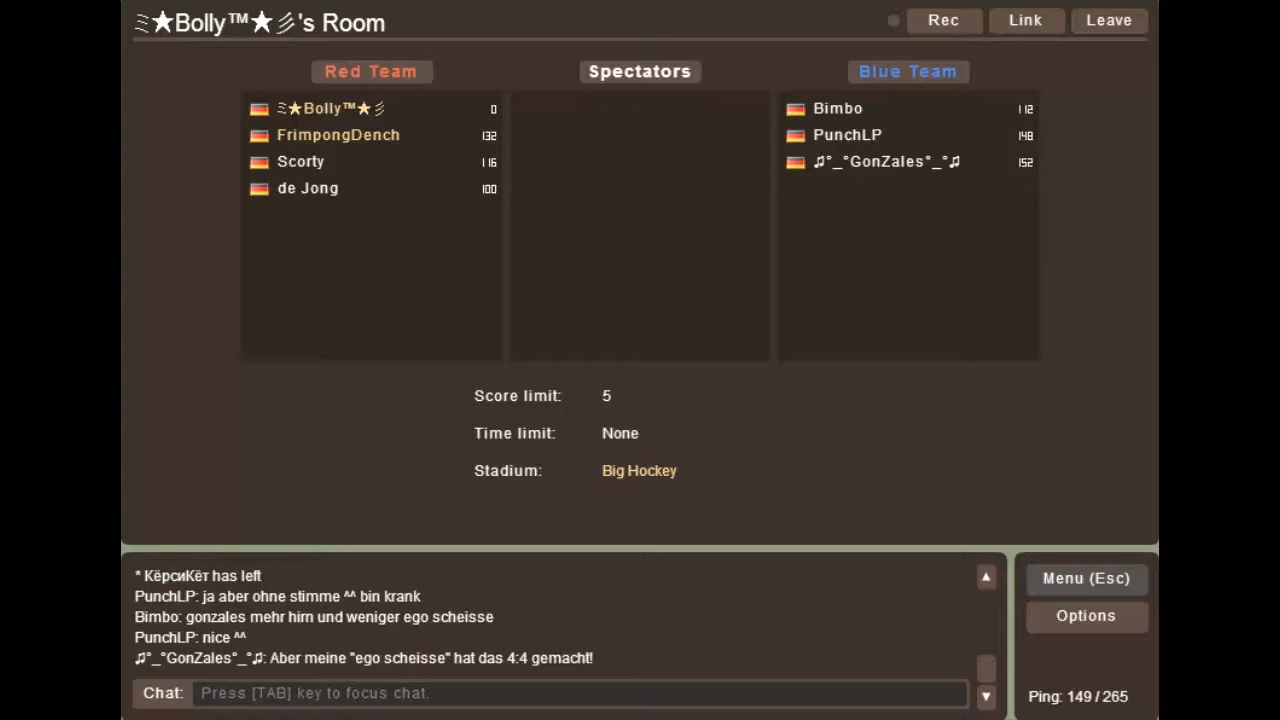 ミ★Bolly™★彡's Room
Rec
Link
Leave
Red Team
Spectators
Blue Team
ミ★Bolly™★彡 0
FrimpongDench 132
Scorty 116
de Jong 100
Bimbo 112
PunchLP 148
♫°_°GonZales°_°♫ 152
Score limit: 5
Time limit: None
Stadium: Big Hockey
* КёрсиКёт has left
PunchLP: ja aber ohne stimme ^^ bin krank
Bimbo: gonzales mehr hirn und weniger ego scheisse
PunchLP: nice ^^
♫°_°GonZales°_°♫: Aber meine "ego scheisse" hat das 4:4 gemacht!
Chat: Press [TAB] key to focus chat.
Menu (Esc)
Options
Ping: 149 / 265